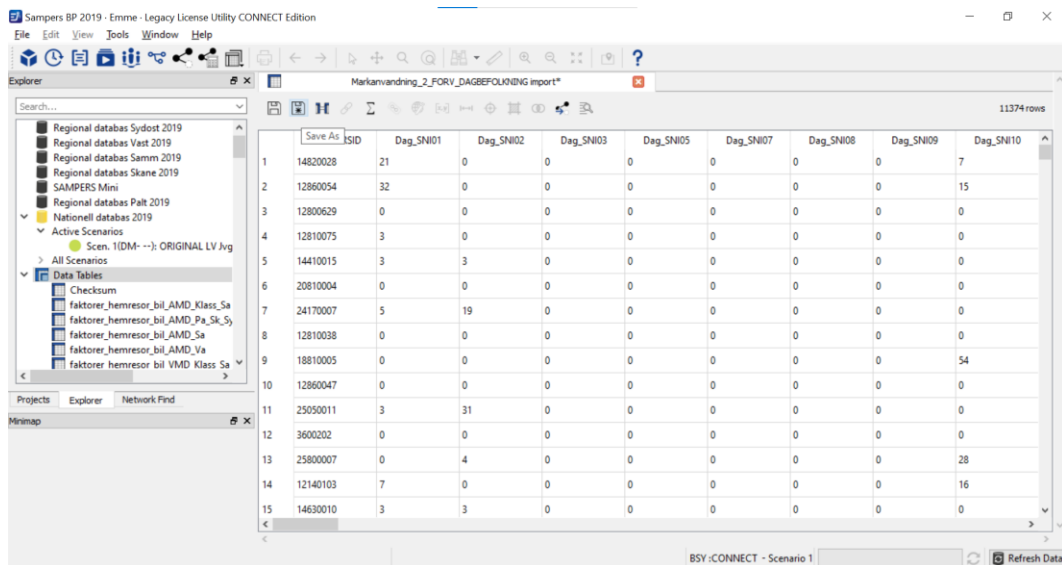 Sampers BP 2019 - Emme - Legacy License Utility CONNECT Edition
File Edit View Tools Window Help
Explorer
Search...
Regional databas Sydost 2019
Regional databas Vast 2019
Regional databas Samm 2019
Regional databas Skane 2019
SAMPERS Mini
Regional databas Palt 2019
Nationell databas 2019
Active Scenarios
Scen. 1(DM- --): ORIGINAL LV Jvg
All Scenarios
Data Tables
Checksum
faktorer_hemresor_bil_AMD_Klass_Sa
faktorer_hemresor_bil_AMD_Pa_Sk_Sy
faktorer_hemresor_bil_AMD_Sa
faktorer_hemresor_bil_AMD_Va
faktorer hemresor bil VMD Klass Sa
Projects Explorer Network Find
Minimap
Markanvandning_2_FORV_DAGBEFOLKNING import*
11374 rows
Save As
SID Dag_SNI01 Dag_SNI02 Dag_SNI03 Dag_SNI05 Dag_SNI07 Dag_SNI08 Dag_SNI09 Dag_SNI10
1 14820028 21 0 0 0 0 0 0 7
2 12860054 32 0 0 0 0 0 0 15
3 12800629 0 0 0 0 0 0 0 0
4 12810075 3 0 0 0 0 0 0 0
5 14410015 3 3 0 0 0 0 0 0
6 20810004 0 0 0 0 0 0 0 0
7 24170007 5 19 0 0 0 0 0 0
8 12810038 0 0 0 0 0 0 0 0
9 18810005 0 0 0 0 0 0 0 54
10 12860047 0 0 0 0 0 0 0 0
11 25050011 3 31 0 0 0 0 0 0
12 3600202 0 0 0 0 0 0 0 0
13 25800007 0 4 0 0 0 0 0 28
14 12140103 7 0 0 0 0 0 0 16
15 14630010 3 3 0 0 0 0 0 0
BSY :CONNECT - Scenario 1
Refresh Data